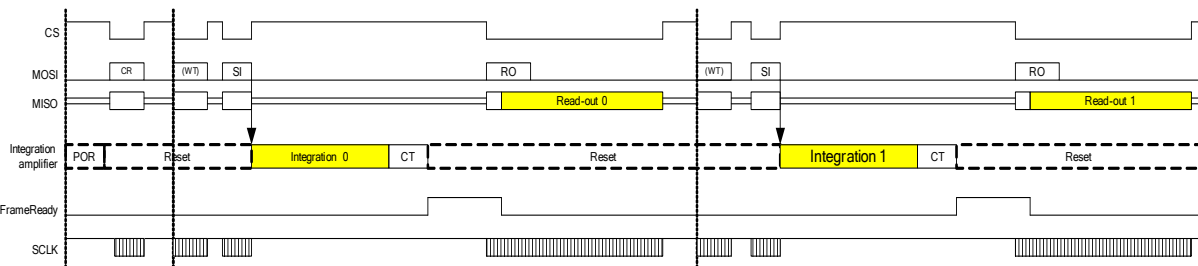 CS
MOSI CR (WT) SI RO (WT) SI RO
MISO Read-out 0 Read-out 1
Integration
amplifier POR Reset Integration 0 CT Reset Integration 1 CT Reset
FrameReady
SCLK